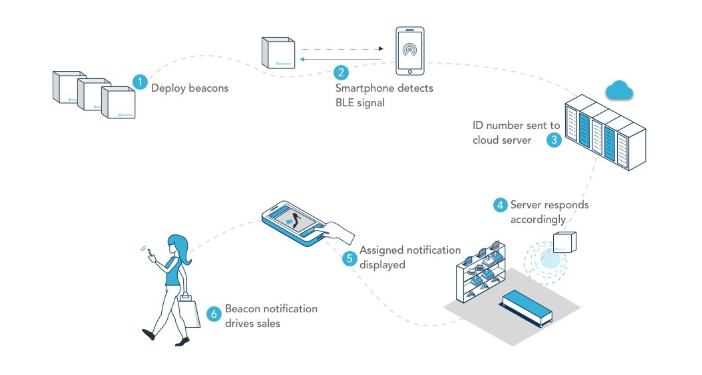 1 Deploy beacons
2
Smartphone detects
BLE signal
ID number sent to
cloud server 3
4 Server responds
accordingly
5 Assigned notification
displayed
6 Beacon notification
drives sales